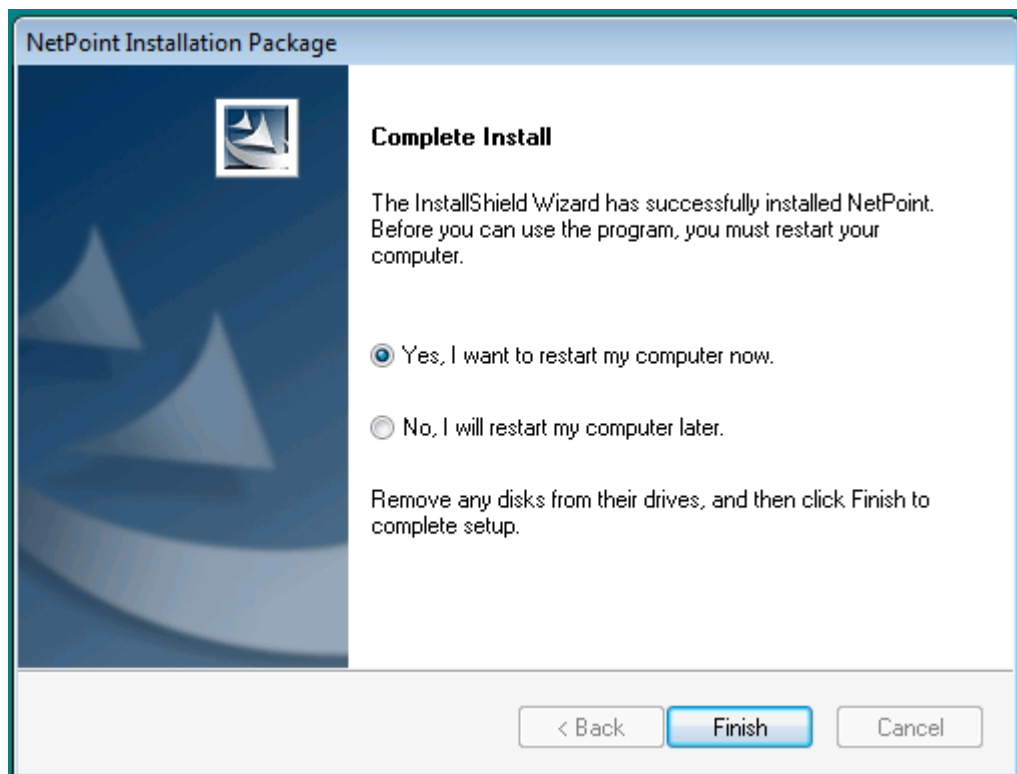 NetPoint Installation Package
Complete Install
The InstallShield Wizard has successfully installed NetPoint.
Before you can use the program, you must restart your
computer.
Yes, I want to restart my computer now.
No, I will restart my computer later.
Remove any disks from their drives, and then click Finish to
complete setup.
< Back
Finish
Cancel